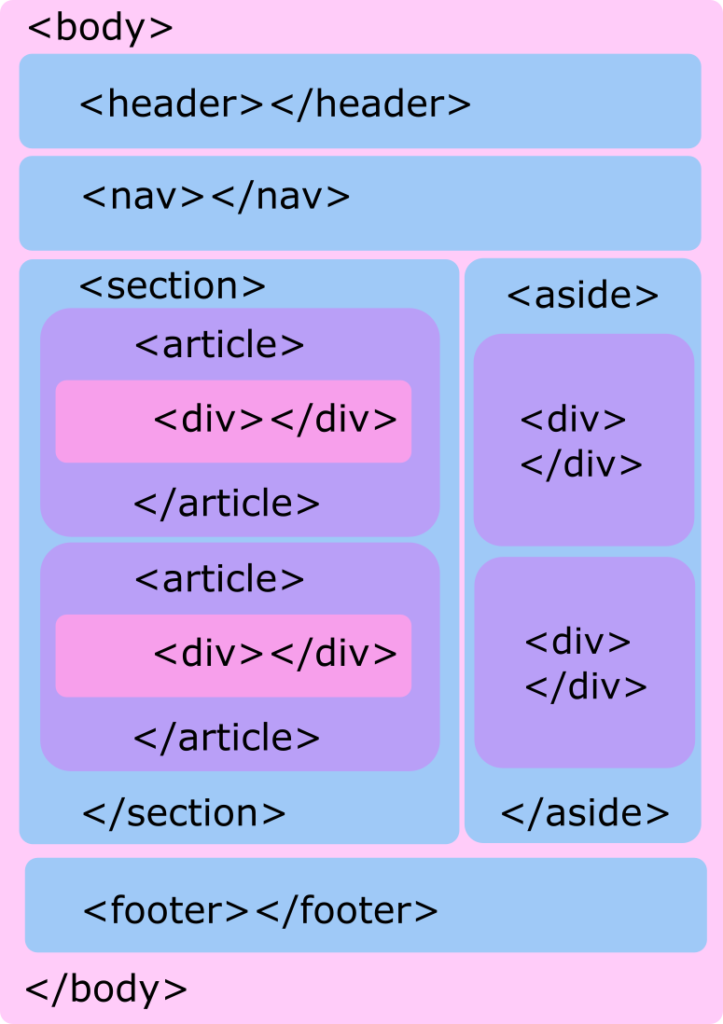 <body>
<header></header>
<nav></nav>
<section>
<article>
<div></div>
</article>
<article>
<div></div>
</article>
</section>
<aside>
<div>
</div>
<div>
</div>
</aside>
<footer></footer>
</body>